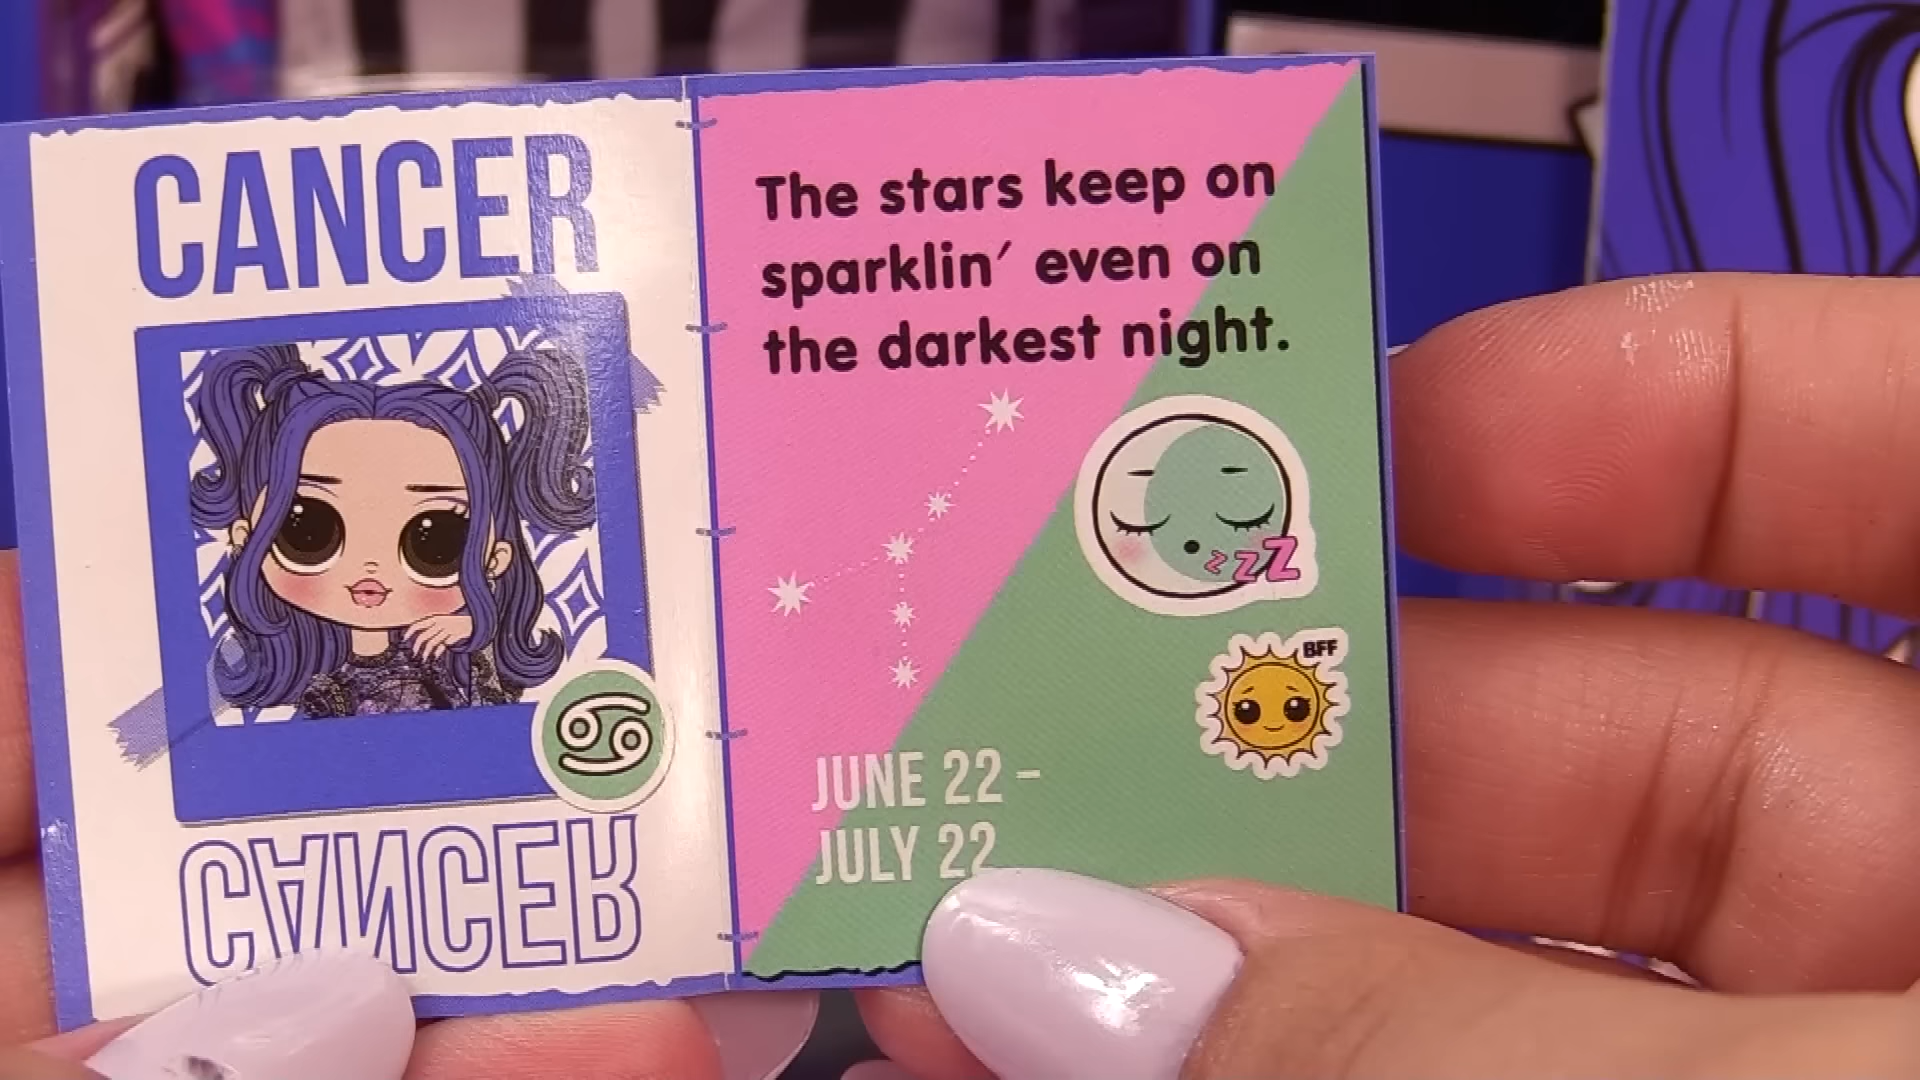 CANCER
CANCER
The stars keep on
sparklin′ even on
the darkest night.
z z Z
BFF
JUNE 22 –
JULY 22